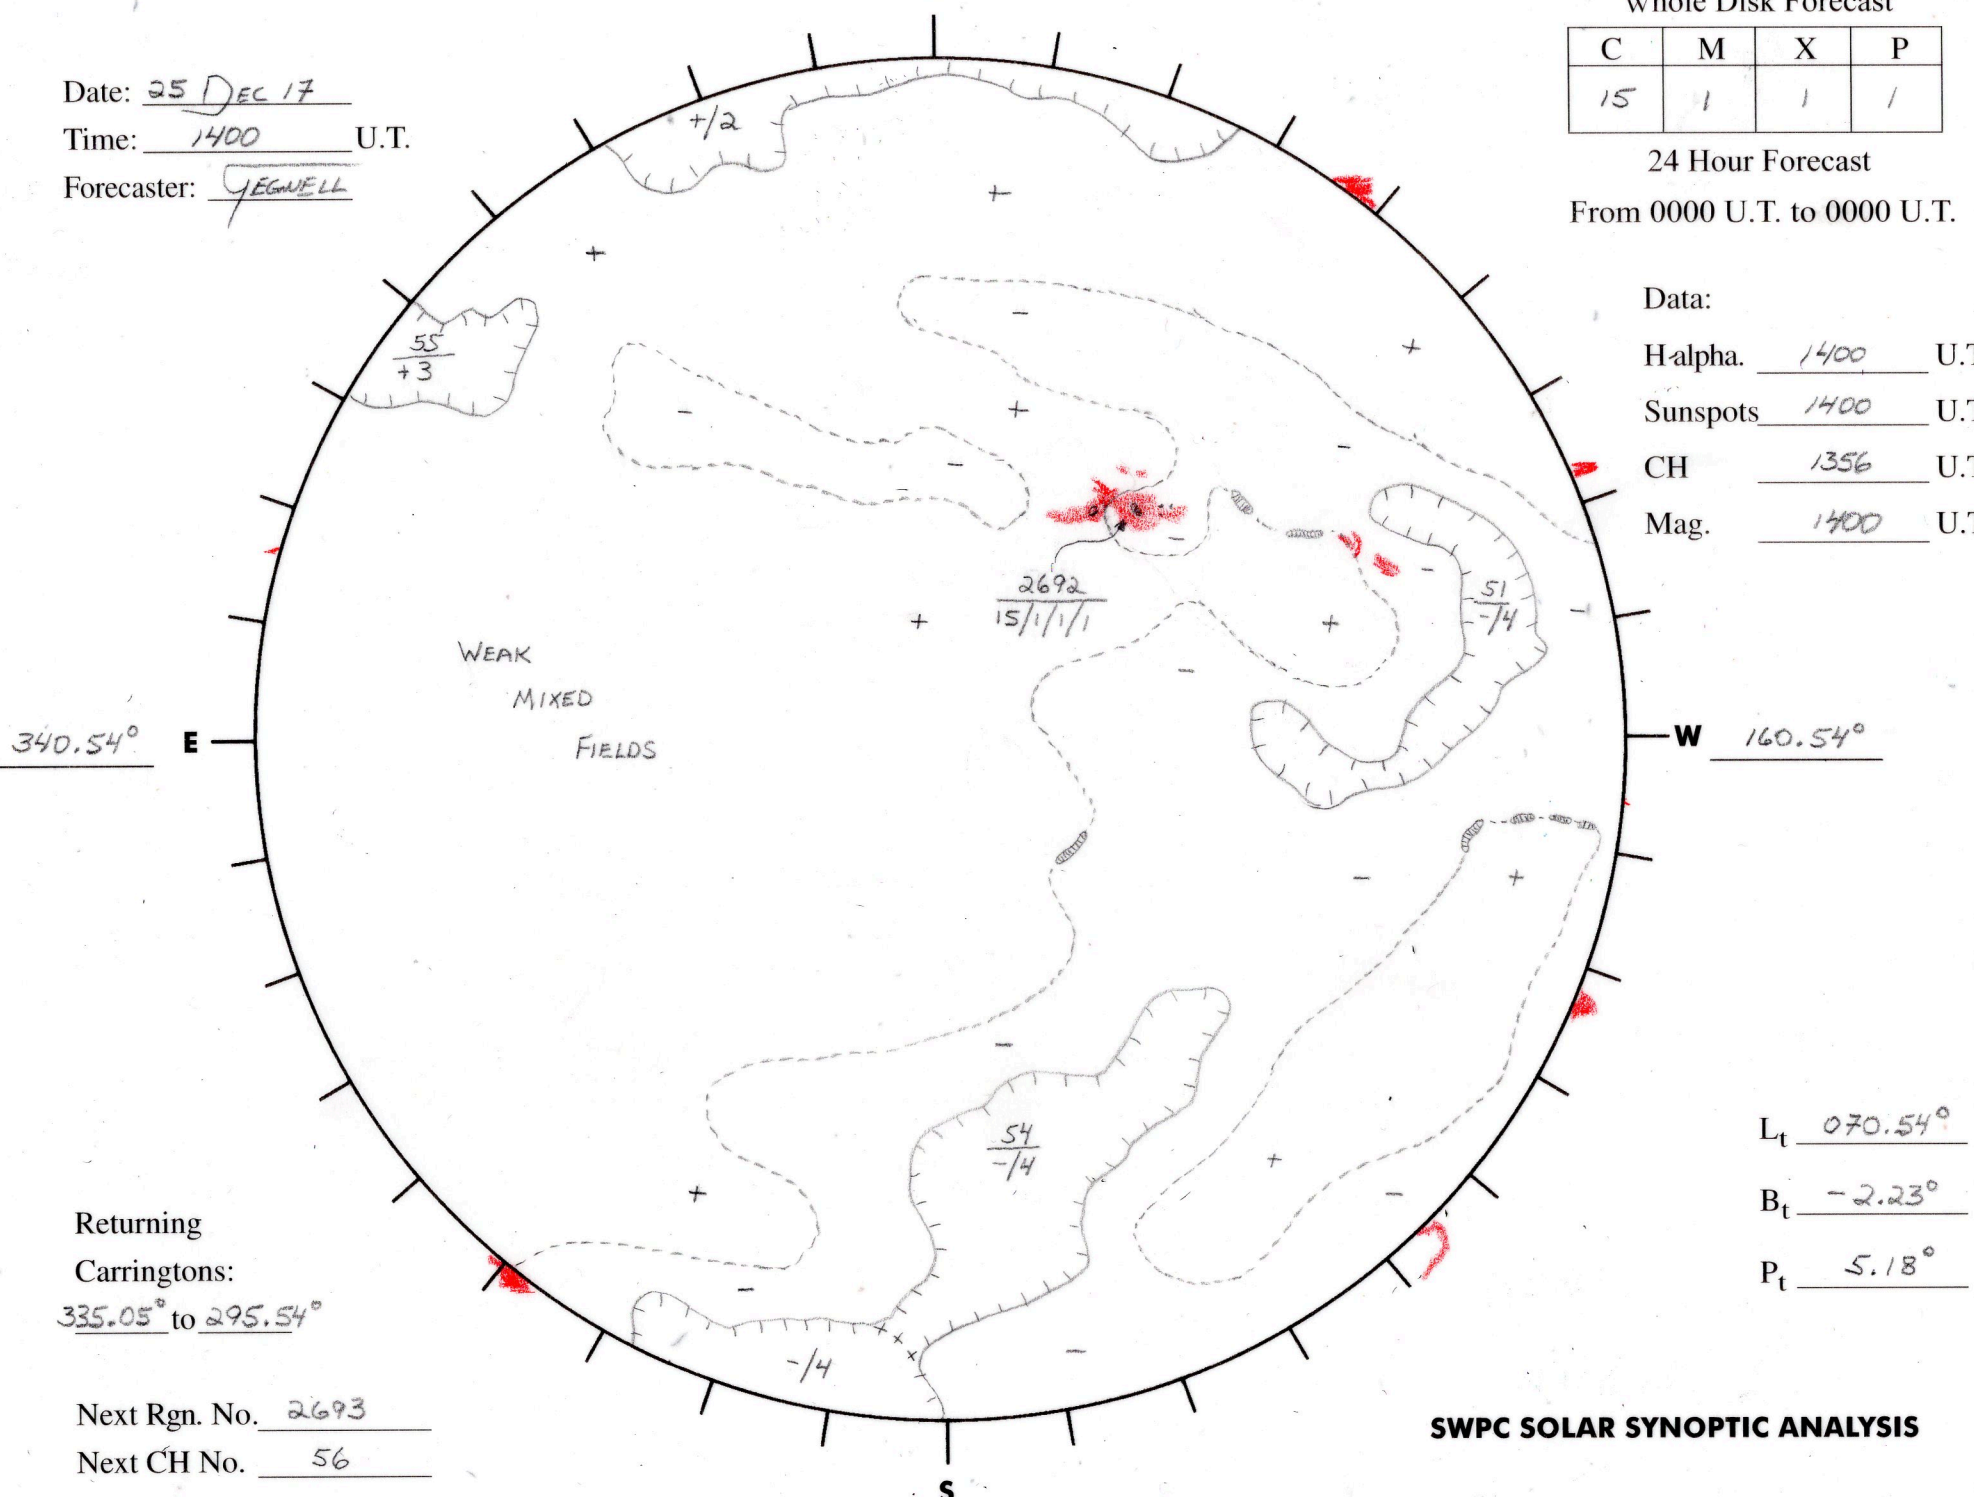 Whole Disk Forecast
C M X P
15 1 1 1
24 Hour Forecast
From 0000 U.T. to 0000 U.T.
Date: 25 DEC 17
Time: 1400 U.T.
Forecaster:
+/2
+
+
55
+3
-
+
-
+
-
-
Data:
H-alpha. 1400 U.T
Sunspots 1400 U.T
CH 1356 U.T
Mag. 1400 U.T
-
-
2692
15/1/1/1
51
-/4
-
+
+
-
WEAK
MIXED
FIELDS
340.54° E
W 160.54°
-
+
-
54
-/4
+
+
-
Lt 070.54°
Bt -2.23°
Pt 5.18°
Returning
Carringtons:
335.05° to 295.54°
-
-/4
-
Next Rgn. No. 2693
Next CH No. 56
SWPC SOLAR SYNOPTIC ANALYSIS
S